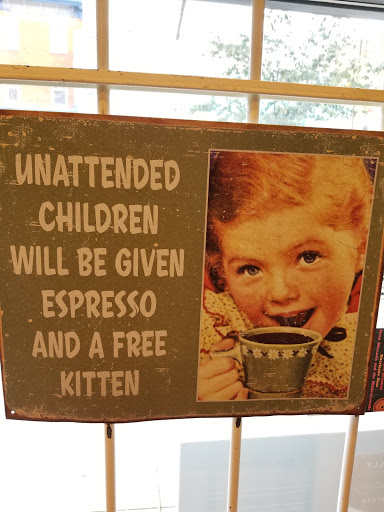 UNATTENDED
CHILDREN
WILL BE GIVEN
ESPRESSO
AND A FREE
KITTEN